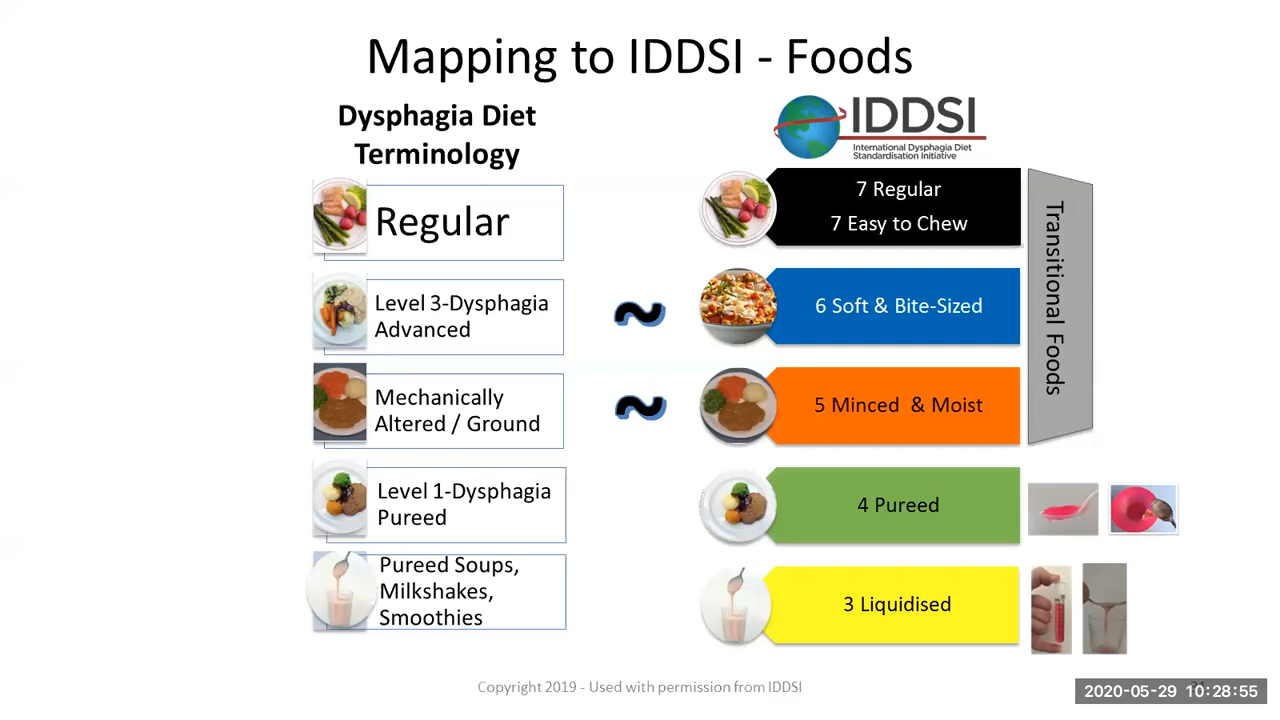 Mapping to IDDSI - Foods
Dysphagia Diet
Terminology
IDDSI
International Dysphagia Diet
Standardisation Initiative
Regular
7 Regular
7 Easy to Chew
Level 3-Dysphagia
Advanced
~
6 Soft & Bite-Sized
Transitional Foods
Mechanically
Altered / Ground
~
5 Minced & Moist
Level 1-Dysphagia
Pureed
4 Pureed
Pureed Soups,
Milkshakes,
Smoothies
3 Liquidised
Copyright 2019 - Used with permission from IDDSI
2020-05-29 10:28:55